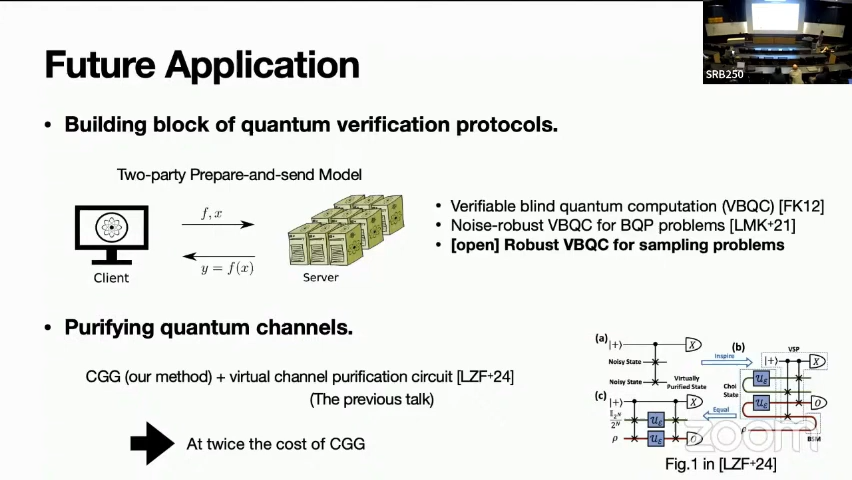 SRB250
Future Application
• Building block of quantum verification protocols.
Two-party Prepare-and-send Model
f, x
y = f(x)
Client
Server
• Verifiable blind quantum computation (VBQC) [FK12]
• Noise-robust VBQC for BQP problems [LMK+21]
• [open] Robust VBQC for sampling problems
• Purifying quantum channels.
CGG (our method) + virtual channel purification circuit [LZF+24]
(The previous talk)
At twice the cost of CGG
(a)
|+⟩
X
Noisy State
Noisy State
Virtually
Purified State
Inspire
(b)
VSP
|+⟩
X
Choi
State
U_ε
U_ε
O
ρ
BSM
Equal
(c)
|+⟩
X
U_ε
ρ
U_ε
O
zoom
Fig.1 in [LZF+24]